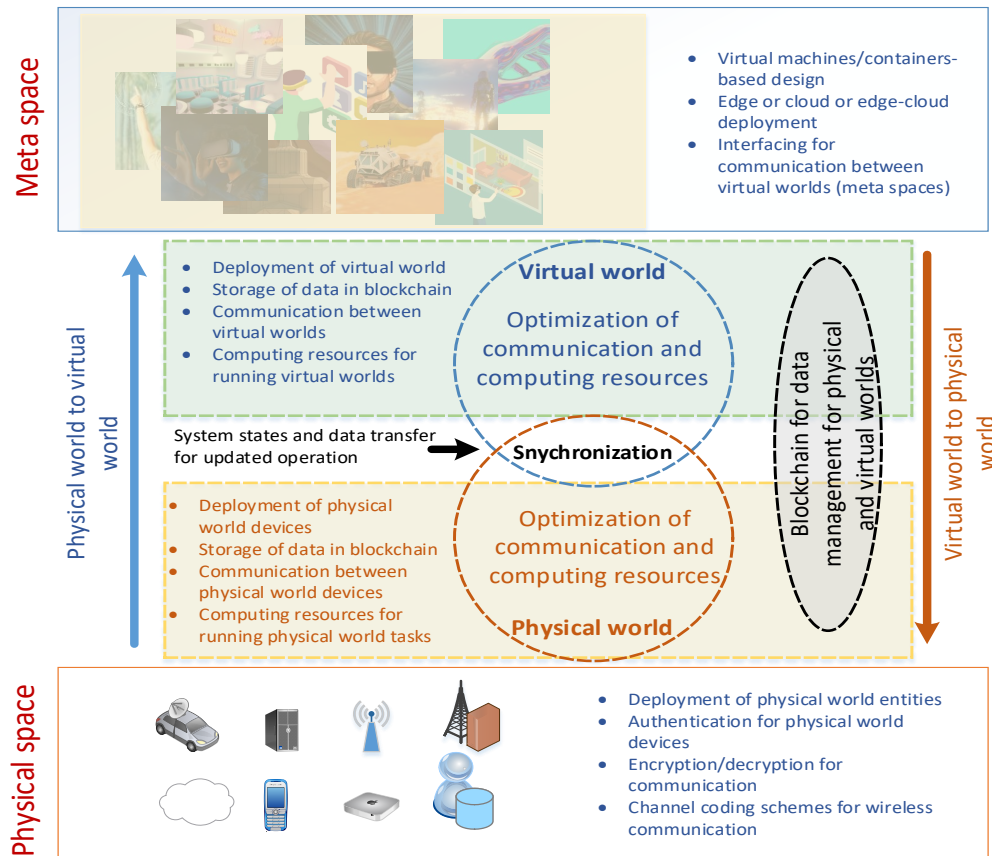 Meta space
• Virtual machines/containers-
based design
• Edge or cloud or edge-cloud
deployment
• Interfacing for
communication between
virtual worlds (meta spaces)
Physical world to virtual
world
• Deployment of virtual world
• Storage of data in blockchain
• Communication between
virtual worlds
• Computing resources for
running virtual worlds
Virtual world
Optimization of
communication and
computing resources
System states and data transfer
for updated operation
Snychronization
• Deployment of physical
world devices
• Storage of data in blockchain
• Communication between
physical world devices
• Computing resources for
running physical world tasks
Optimization of
communication and
computing resources
Physical world
Blockchain for data
management for physical
and virtual worlds
Virtual world to physical
world
Physical space
• Deployment of physical world entities
• Authentication for physical world
devices
• Encryption/decryption for
communication
• Channel coding schemes for wireless
communication